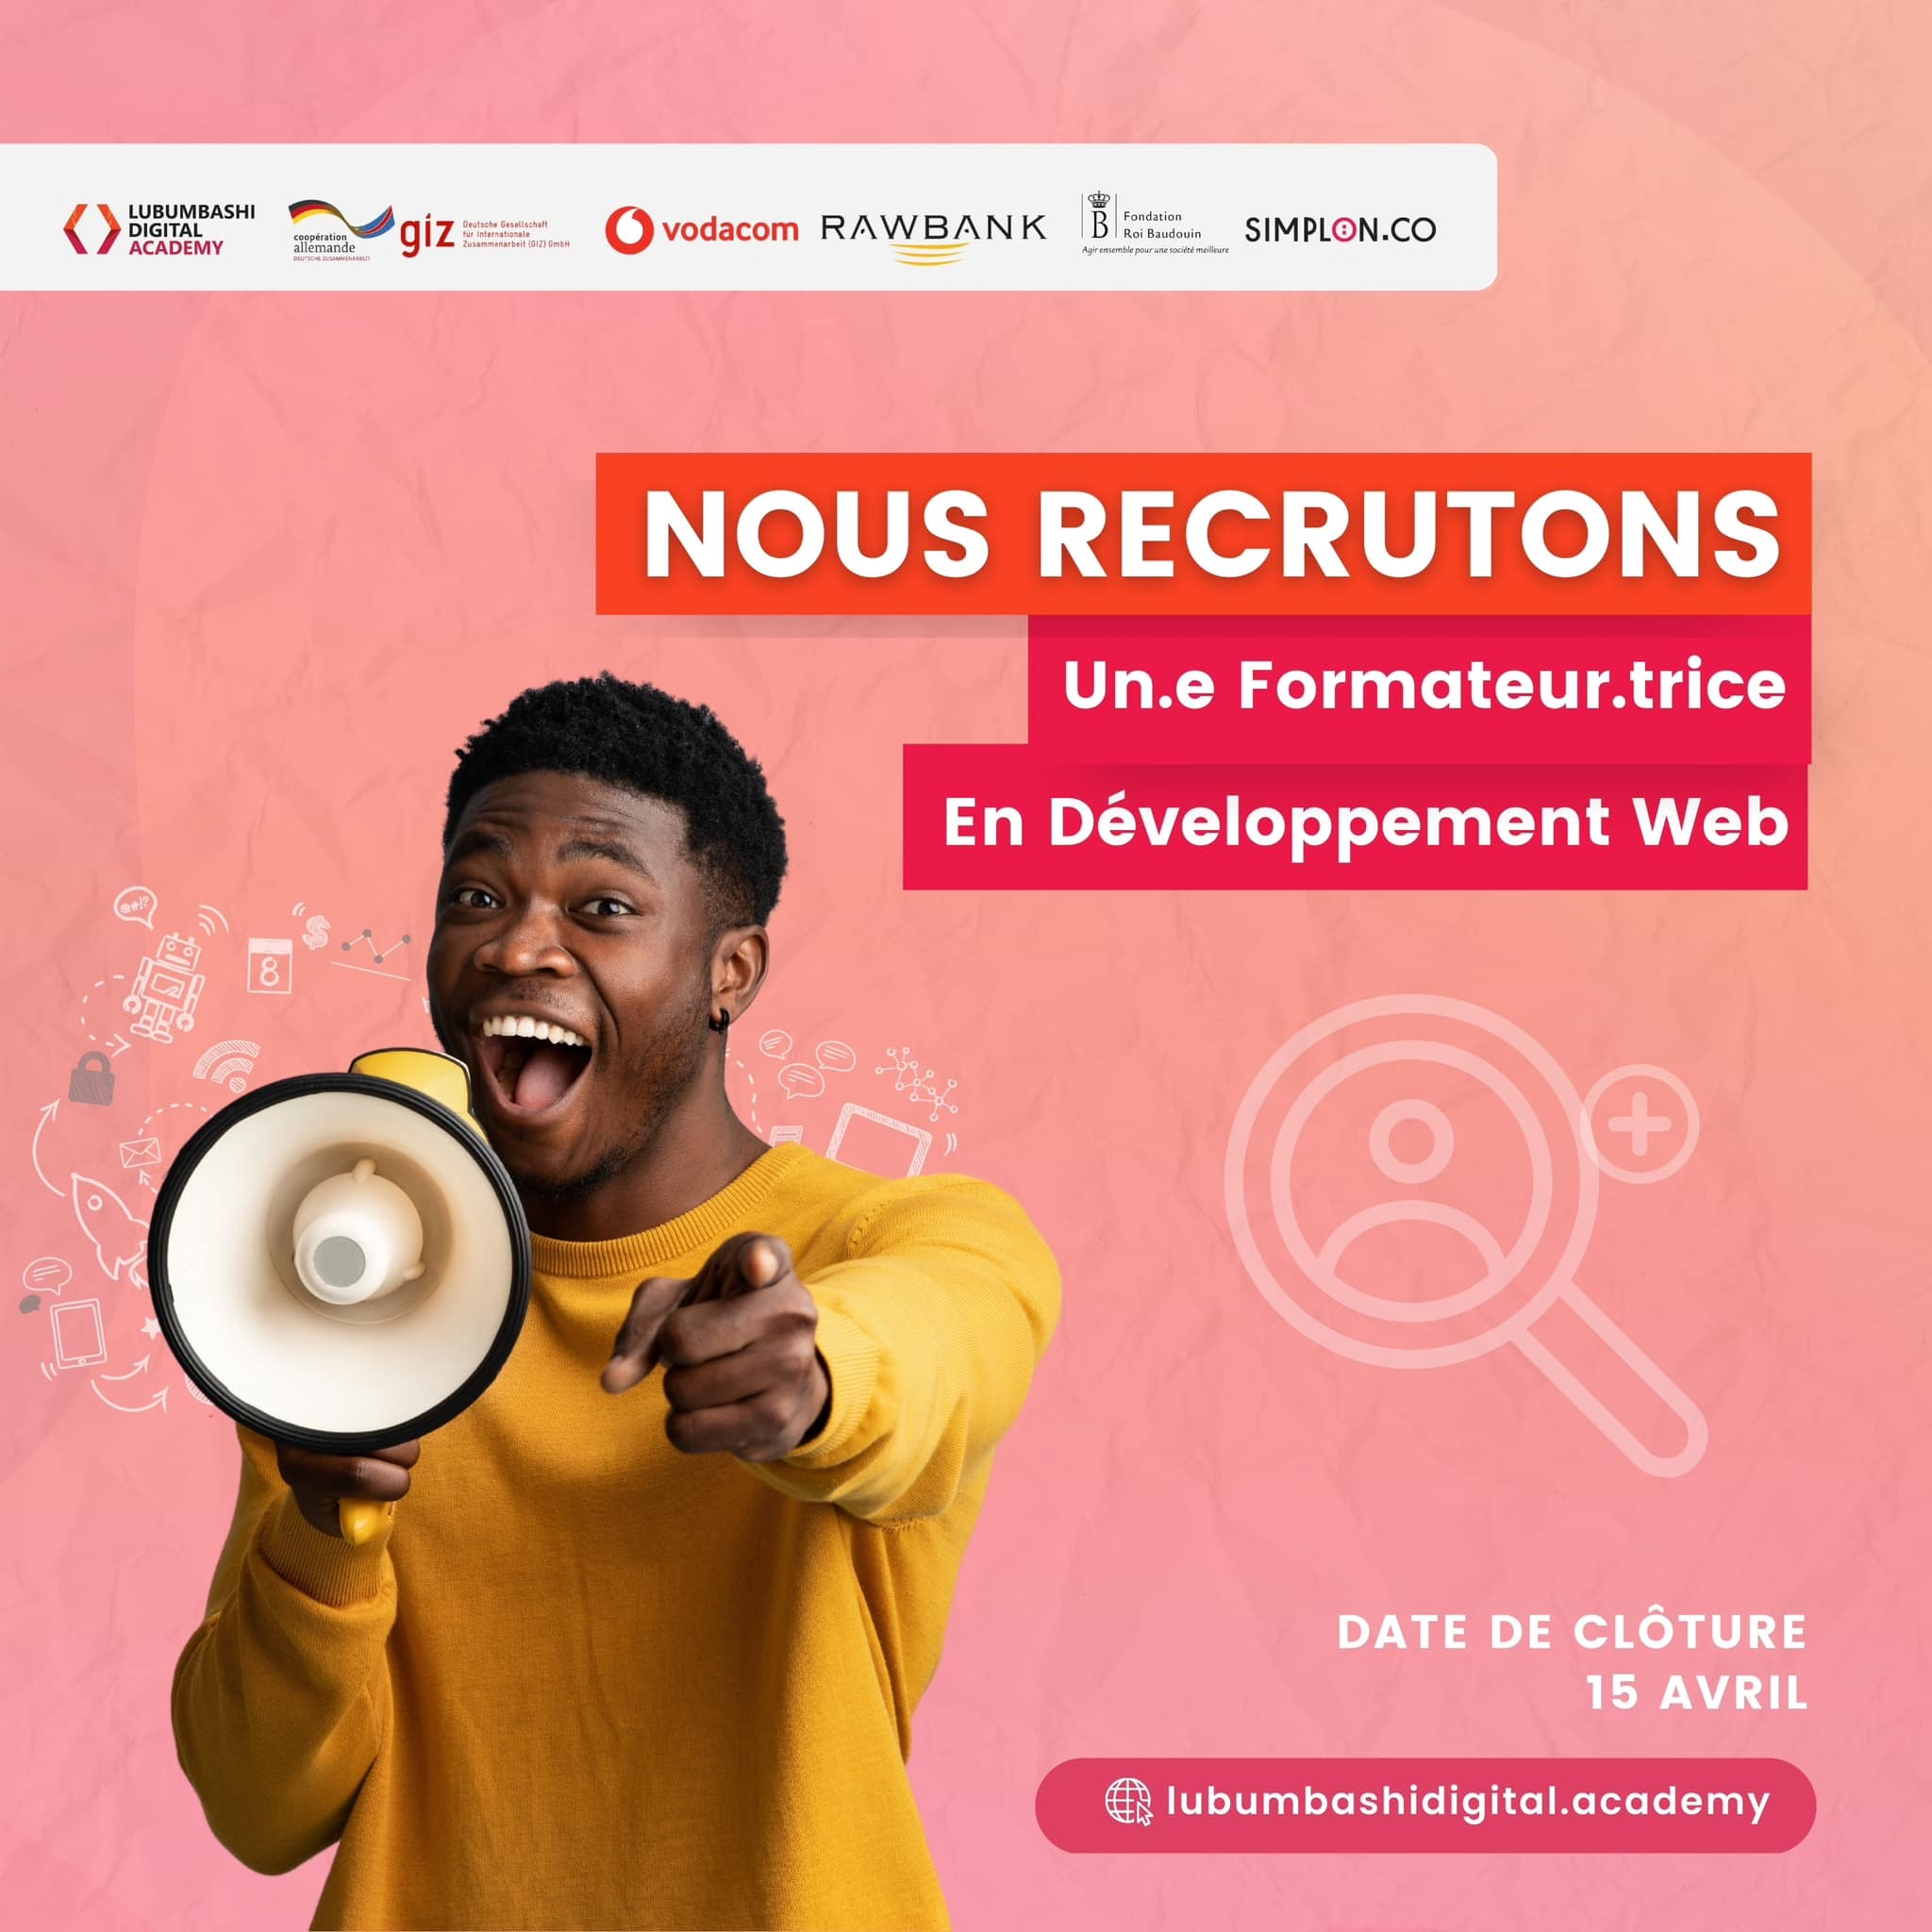 LUBUMBASHI
DIGITAL
ACADEMY
coopération
allemande
DEUTSCHE ZUSAMMENARBEIT
giz
Deutsche Gesellschaft
für Internationale
Zusammenarbeit (GIZ) GmbH
vodacom
RAWBANK
B
Fondation
Roi Baudouin
Agir ensemble pour une société meilleure
SIMPLON.CO
NOUS RECRUTONS
Un.e Formateur.trice
En Développement Web
@#!?
8
$
DATE DE CLÔTURE
15 AVRIL
lubumbashidigital.academy